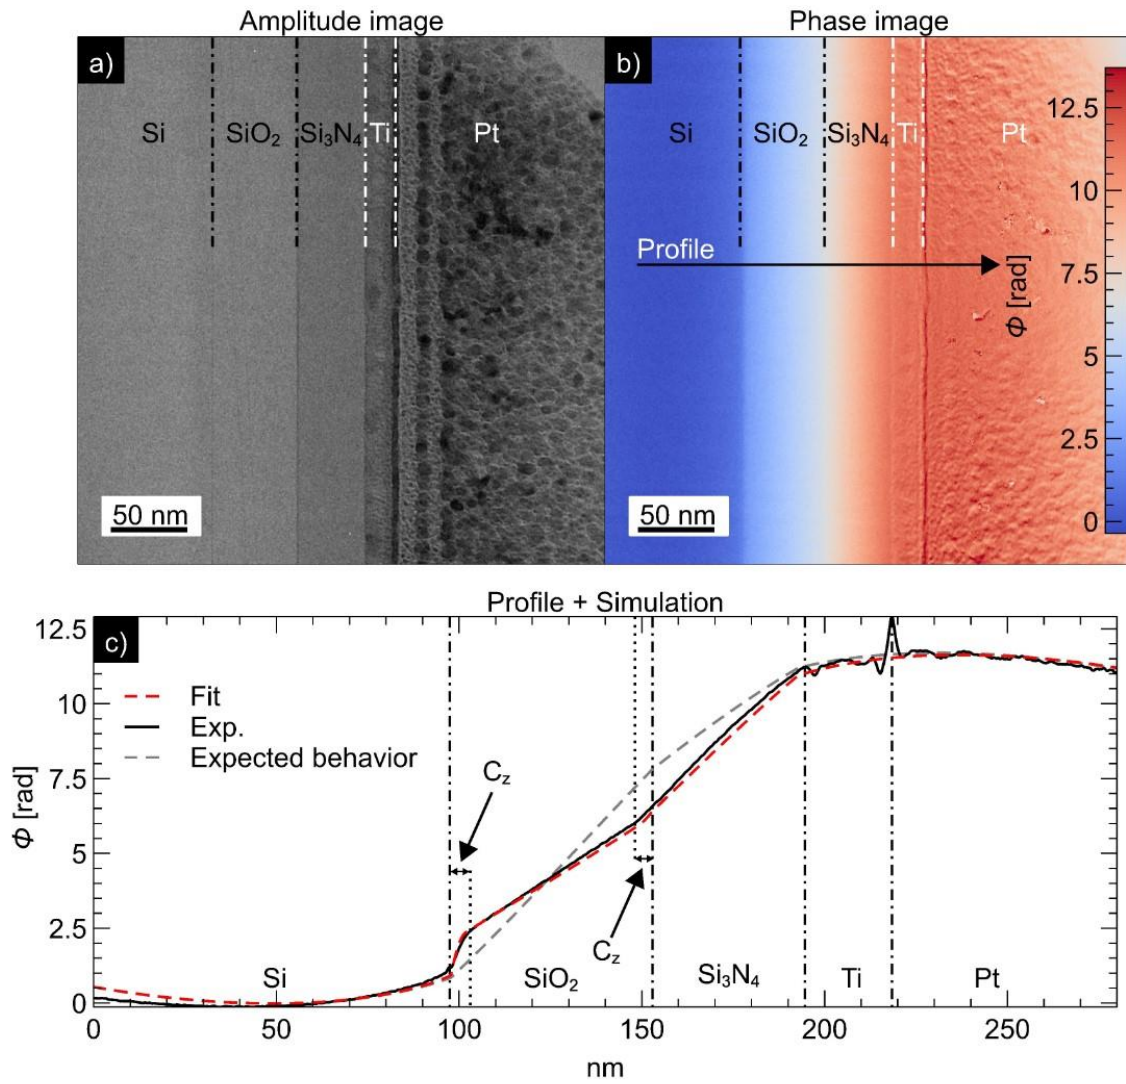 Amplitude image
Phase image
a)
Si
SiO₂
Si₃N₄
Ti
Pt
50 nm
b)
Si
SiO₂
Si₃N₄
Ti
Pt
Profile
50 nm
12.5
10
7.5
5
2.5
0
Φ [rad]
Profile + Simulation
c)
12.5
10
7.5
5
2.5
0
Φ [rad]
Fit
Exp.
Expected behavior
C_z
C_z
Si
SiO₂
Si₃N₄
Ti
Pt
0
50
100
150
200
250
nm